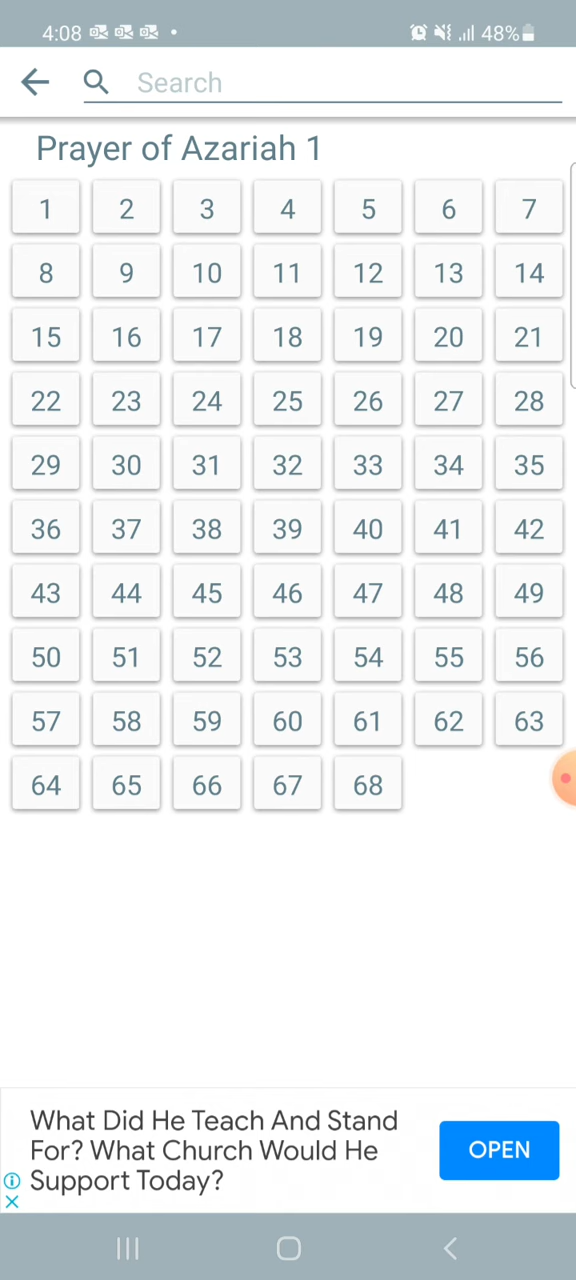 4:08
48%
Search
Prayer of Azariah 1
1 2 3 4 5 6 7
8 9 10 11 12 13 14
15 16 17 18 19 20 21
22 23 24 25 26 27 28
29 30 31 32 33 34 35
36 37 38 39 40 41 42
43 44 45 46 47 48 49
50 51 52 53 54 55 56
57 58 59 60 61 62 63
64 65 66 67 68
What Did He Teach And Stand
For? What Church Would He
Support Today?
OPEN